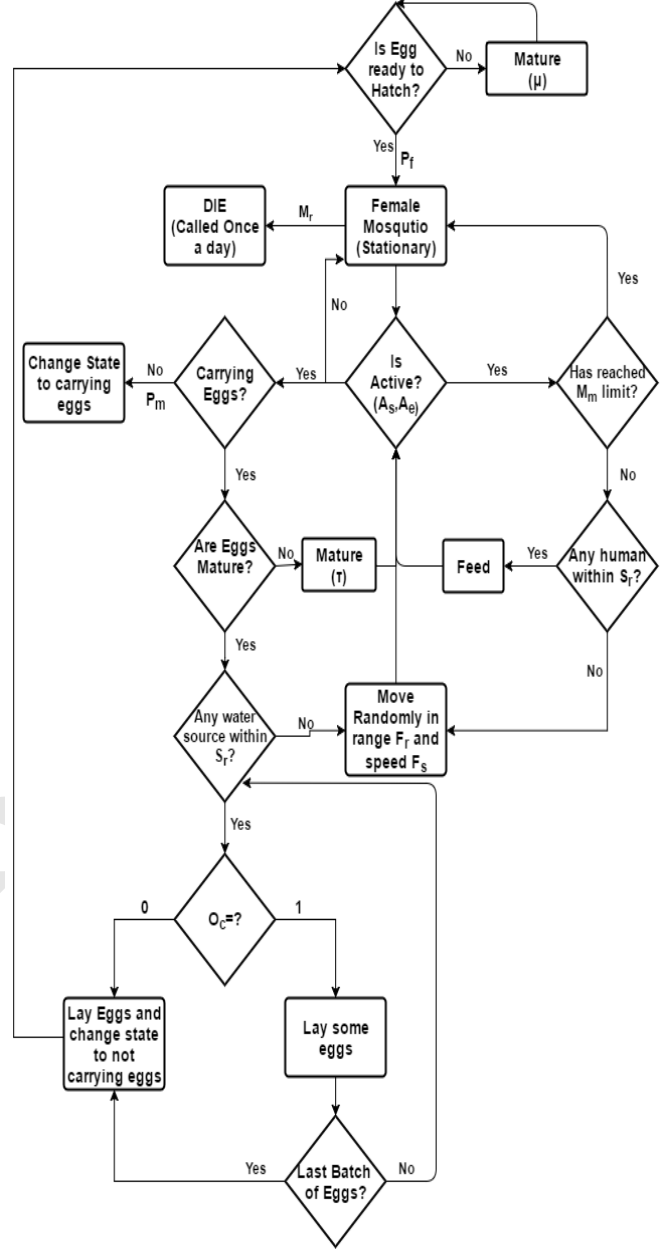 Is Egg
ready to
Hatch?
No
Mature
(μ)
Yes
Pf
DIE
(Called Once
a day)
Mr
Female
Mosqutio
(Stationary)
Yes
No
Change State
to carrying
eggs
No
Pm
Carrying
Eggs?
Yes
Is
Active?
(As,Ae)
Yes
Has reached
Mm limit?
Yes
No
Are Eggs
Mature?
No
Mature
(τ)
Feed
Yes
Any human
within Sr?
Yes
No
Any water
source within
Sr?
No
Move
Randomly in
range Fr and
speed Fs
Yes
0
Oc=?
1
Lay Eggs and
change state
to not
carrying eggs
Lay some
eggs
Yes
Last Batch
of Eggs?
No